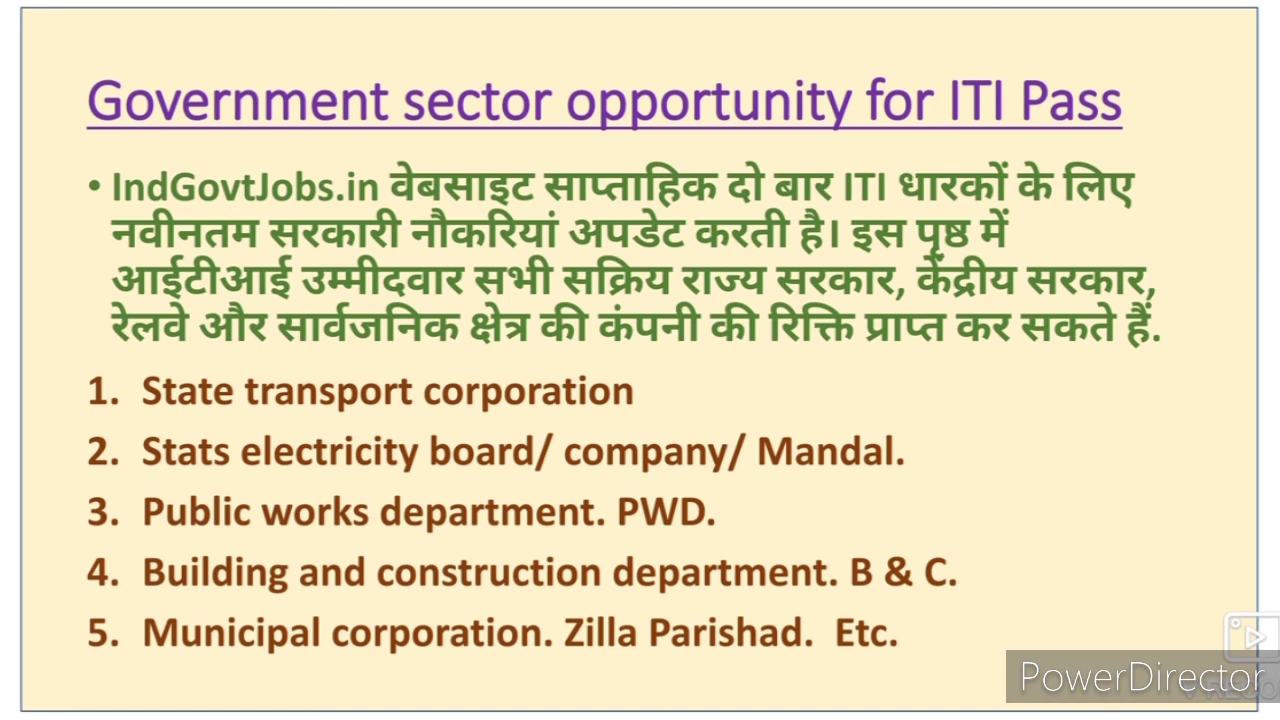 Government sector opportunity for ITI Pass
• IndGovtJobs.in वेबसाइट साप्ताहिक दो बार ITI धारकों के लिए
नवीनतम सरकारी नौकरियां अपडेट करती है। इस पृष्ठ में
आईटीआई उम्मीदवार सभी सक्रिय राज्य सरकार, केंद्रीय सरकार,
रेलवे और सार्वजनिक क्षेत्र की कंपनी की रिक्ति प्राप्त कर सकते हैं.
1. State transport corporation
2. Stats electricity board/ company/ Mandal.
3. Public works department. PWD.
4. Building and construction department. B & C.
5. Municipal corporation. Zilla Parishad. Etc.
PowerDirector